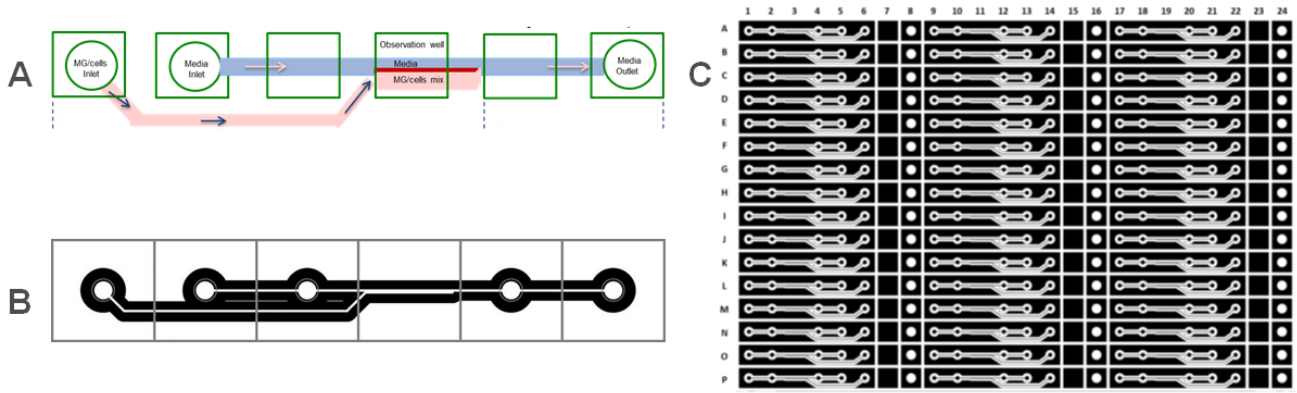 A
MG/cells
Inlet
Media
Inlet
Observation well
Media
MG/cells mix
Media
Outlet
B
C
1 2 3 4 5 6 7 8 9 10 11 12 13 14 15 16 17 18 19 20 21 22 23 24
A
B
C
D
E
F
G
H
I
J
K
L
M
N
O
P